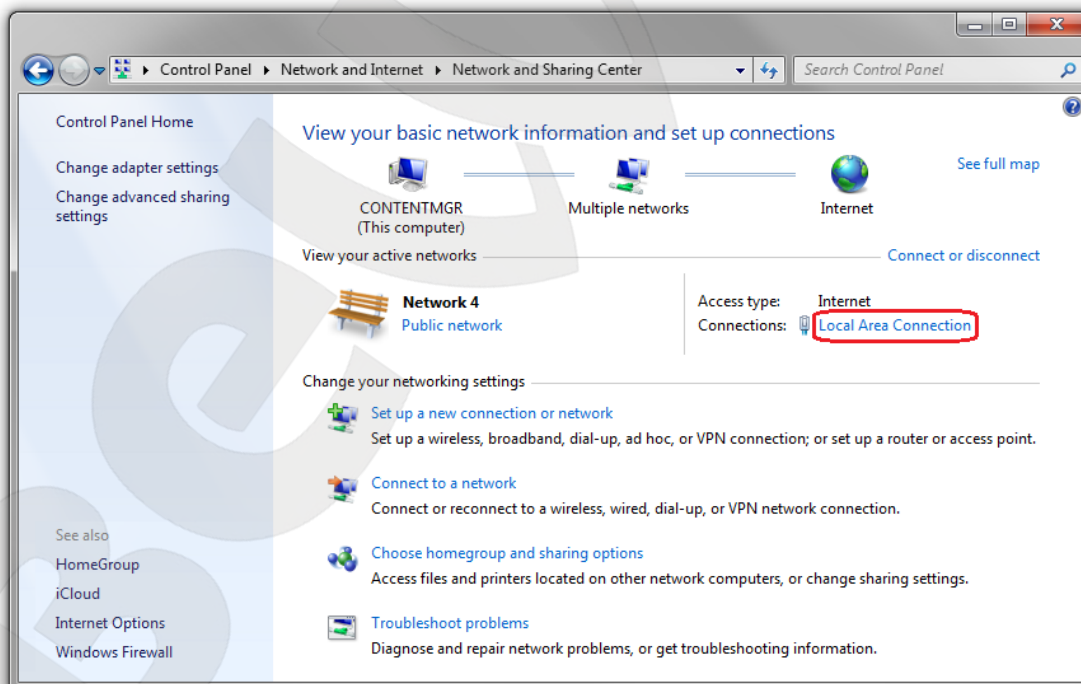 Control Panel ▸ Network and Internet ▸ Network and Sharing Center
Search Control Panel
Control Panel Home
Change adapter settings
Change advanced sharing
settings
View your basic network information and set up connections
See full map
CONTENTMGR
(This computer)
Multiple networks
Internet
View your active networks
Connect or disconnect
Network 4
Public network
Access type: Internet
Connections: Local Area Connection
Change your networking settings
Set up a new connection or network
Set up a wireless, broadband, dial-up, ad hoc, or VPN connection; or set up a router or access point.
Connect to a network
Connect or reconnect to a wireless, wired, dial-up, or VPN network connection.
Choose homegroup and sharing options
Access files and printers located on other network computers, or change sharing settings.
Troubleshoot problems
Diagnose and repair network problems, or get troubleshooting information.
See also
HomeGroup
iCloud
Internet Options
Windows Firewall